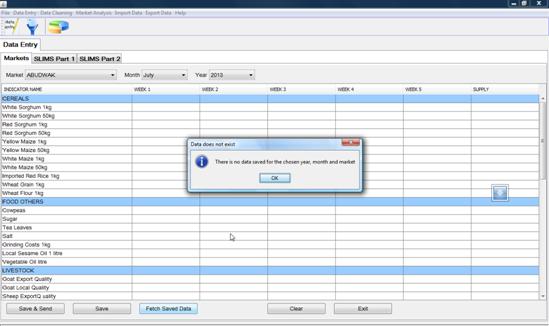 File Data Entry Data Cleaning Market Analysis Import Data Export Data Help
data entry
Data Entry
Markets SLIMS Part 1 SLIMS Part 2
Market ABUDWAK Month July Year 2013
INDICATOR NAME WEEK 1 WEEK 2 WEEK 3 WEEK 4 WEEK 5 SUPPLY
CEREALS
White Sorghum 1kg
White Sorghum 50kg
Red Sorghum 1kg
Red Sorghum 50kg
Yellow Maize 1kg
Yellow Maize 50kg
White Maize 1kg
White Maize 50kg
Imported Red Rice 1kg
Wheat Grain 1kg
Wheat Flour 1kg
FOOD OTHERS
Cowpeas
Sugar
Tea Leaves
Salt
Grinding Costs 1kg
Local Sesame Oil 1 litre
Vegetable Oil litre
LIVESTOCK
Goat Export Quality
Goat Local Quality
Sheep ExportQ uality
Data does not exist
There is no data saved for the chosen year, month and market
OK
Save & Send Save Fetch Saved Data Clear Exit